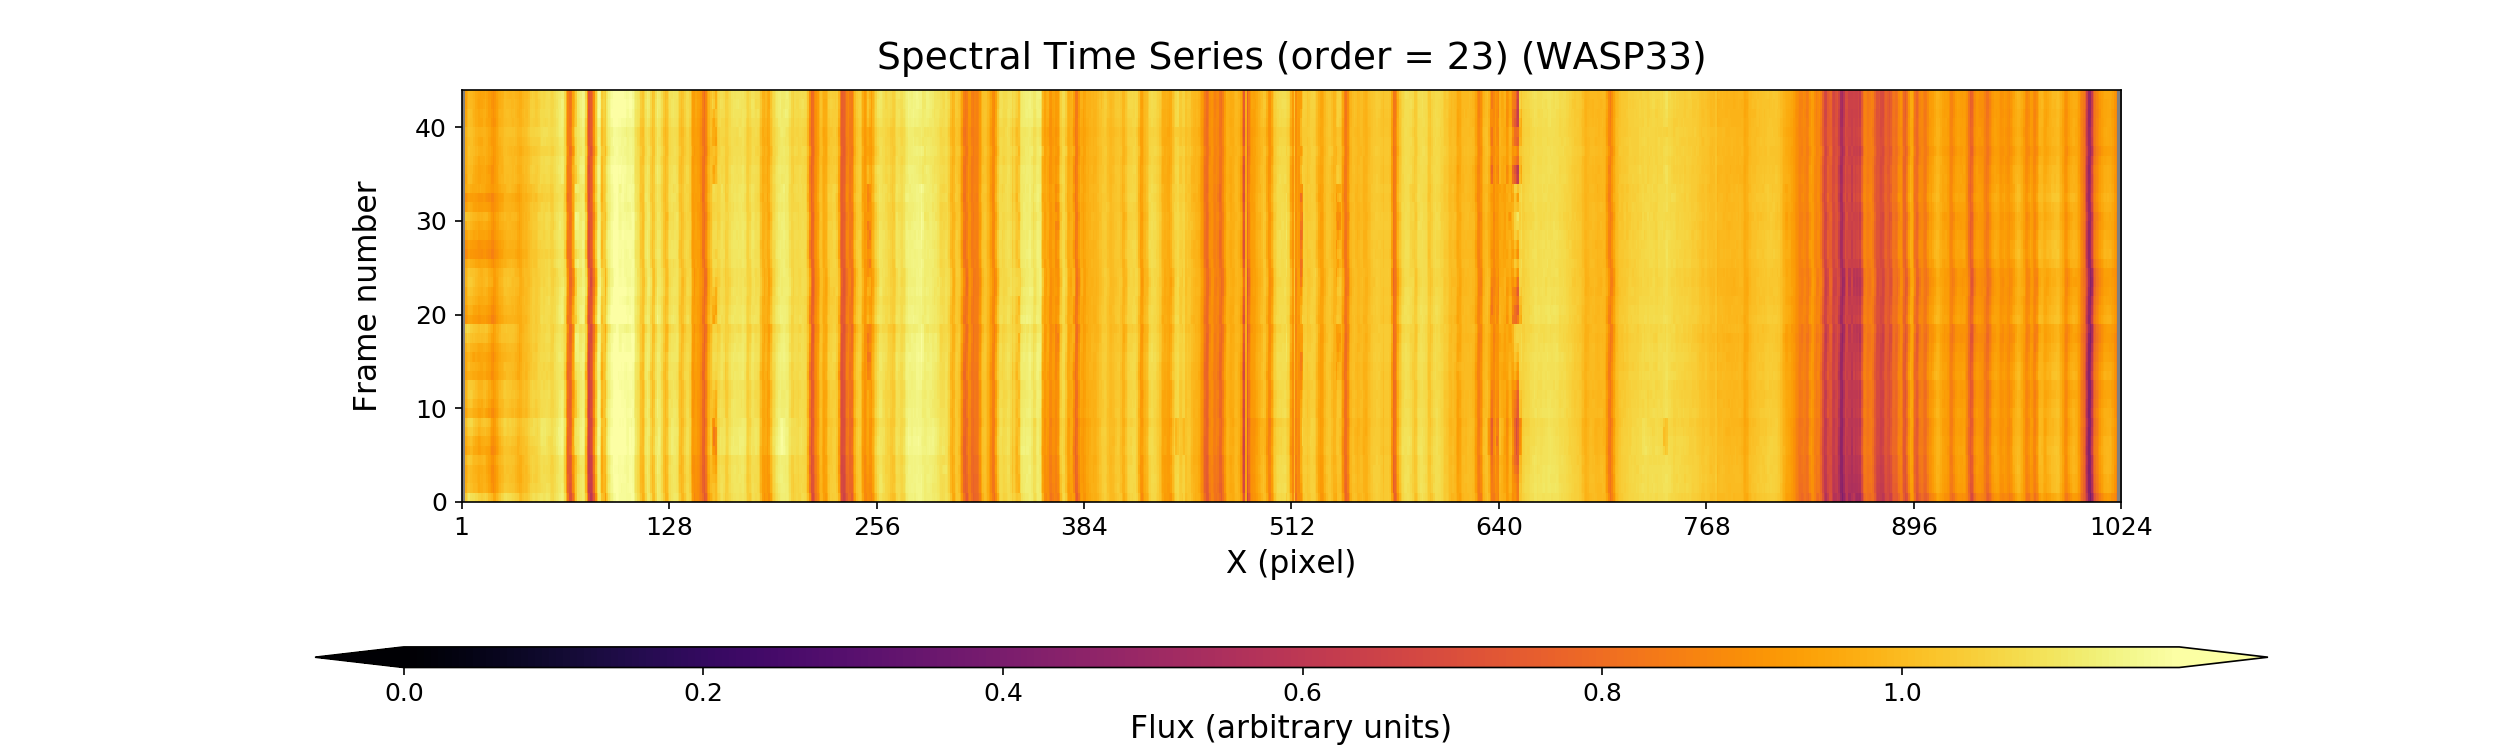 Spectral Time Series (order = 23) (WASP33)
Frame number
40
30
20
10
0
1 128 256 384 512 640 768 896 1024
X (pixel)
0.0 0.2 0.4 0.6 0.8 1.0
Flux (arbitrary units)